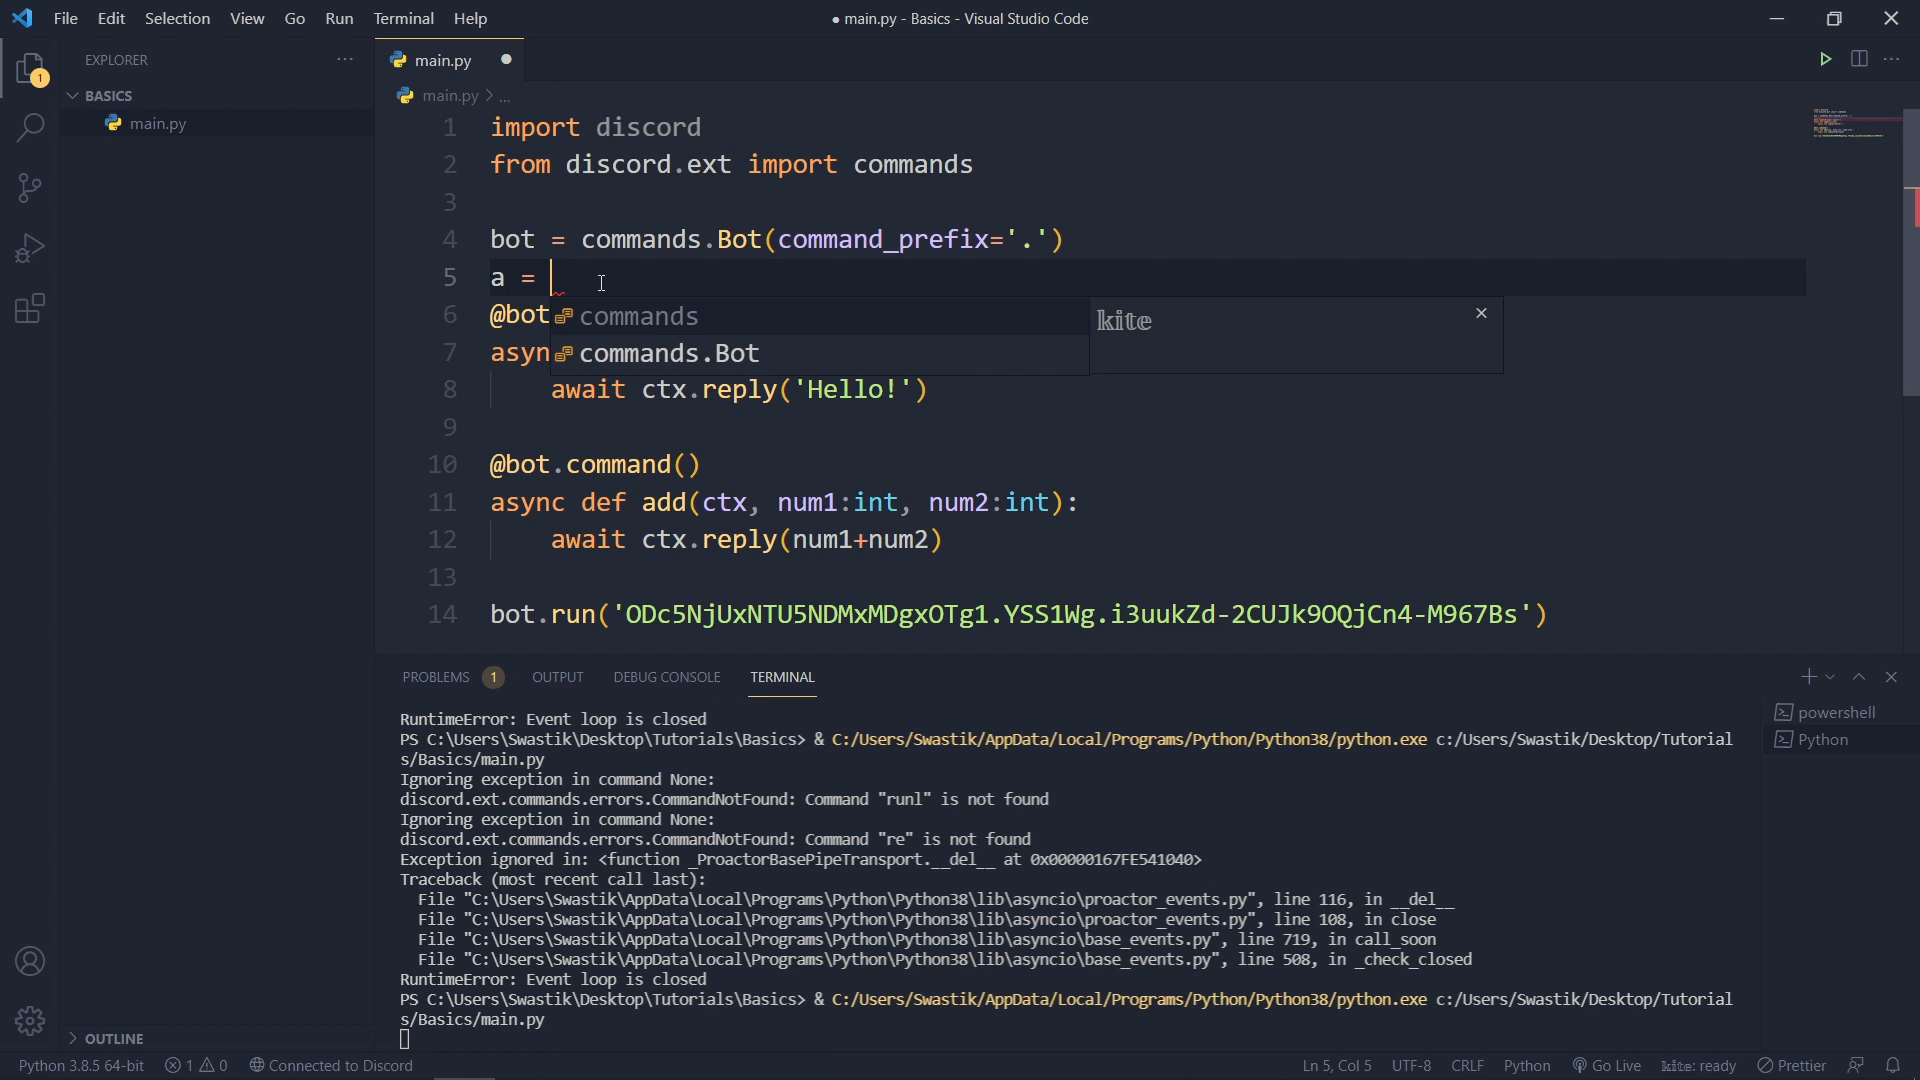 File Edit Selection View Go Run Terminal Help
● main.py - Basics - Visual Studio Code
EXPLORER
1
BASICS
main.py
OUTLINE
main.py
main.py > ...
1 import discord
2 from discord.ext import commands
3
4 bot = commands.Bot(command_prefix='.')
5 a =
6 @bot
7 asyn
commands
commands.Bot
kite
8 await ctx.reply('Hello!')
9
10 @bot.command()
11 async def add(ctx, num1:int, num2:int):
12 await ctx.reply(num1+num2)
13
14 bot.run('ODc5NjUxNTU5NDMxMDgxOTg1.YSS1Wg.i3uukZd-2CUJk9OQjCn4-M967Bs')
PROBLEMS 1 OUTPUT DEBUG CONSOLE TERMINAL
powershell
Python
RuntimeError: Event loop is closed
PS C:\Users\Swastik\Desktop\Tutorials\Basics> & C:/Users/Swastik/AppData/Local/Programs/Python/Python38/python.exe c:/Users/Swastik/Desktop/Tutorial
s/Basics/main.py
Ignoring exception in command None:
discord.ext.commands.errors.CommandNotFound: Command "runl" is not found
Ignoring exception in command None:
discord.ext.commands.errors.CommandNotFound: Command "re" is not found
Exception ignored in: <function _ProactorBasePipeTransport.__del__ at 0x00000167FE541040>
Traceback (most recent call last):
File "C:\Users\Swastik\AppData\Local\Programs\Python\Python38\lib\asyncio\proactor_events.py", line 116, in __del__
File "C:\Users\Swastik\AppData\Local\Programs\Python\Python38\lib\asyncio\proactor_events.py", line 108, in close
File "C:\Users\Swastik\AppData\Local\Programs\Python\Python38\lib\asyncio\base_events.py", line 719, in call_soon
File "C:\Users\Swastik\AppData\Local\Programs\Python\Python38\lib\asyncio\base_events.py", line 508, in _check_closed
RuntimeError: Event loop is closed
PS C:\Users\Swastik\Desktop\Tutorials\Basics> & C:/Users/Swastik/AppData/Local/Programs/Python/Python38/python.exe c:/Users/Swastik/Desktop/Tutorial
s/Basics/main.py
Python 3.8.5 64-bit 1 0 Connected to Discord Ln 5, Col 5 UTF-8 CRLF Python Go Live kite: ready Prettier